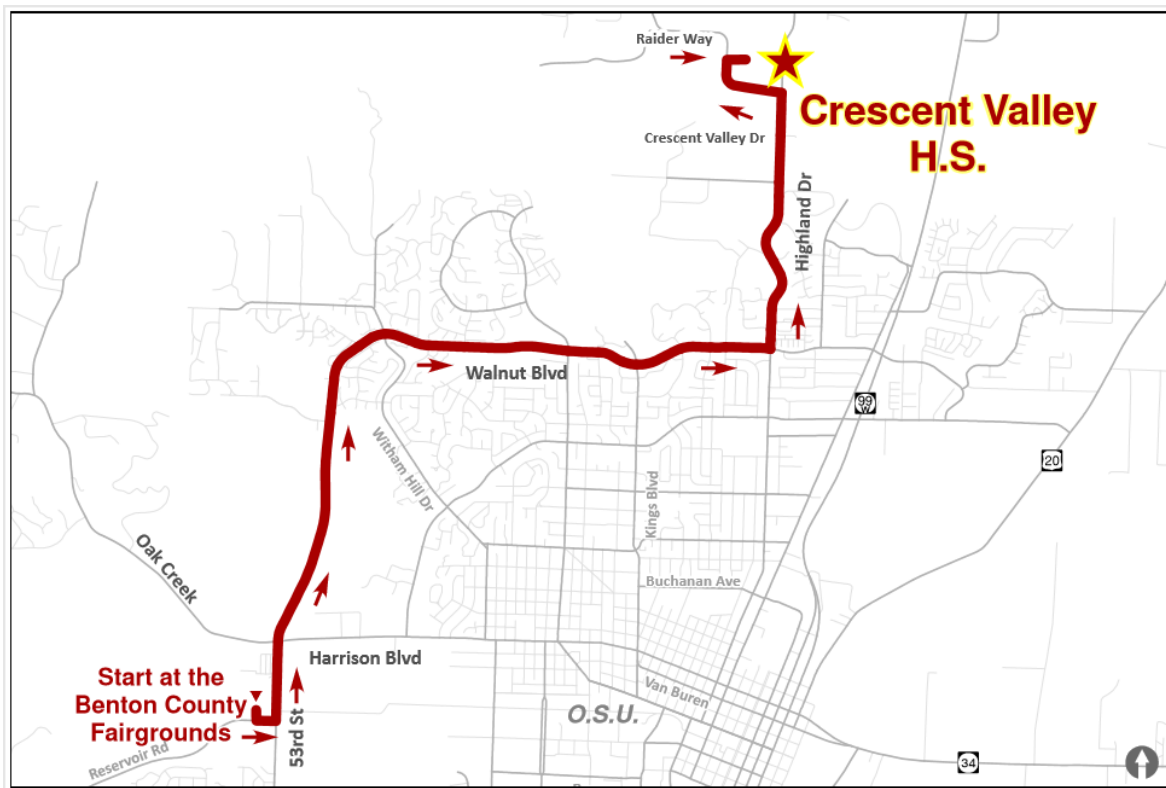 Raider Way
Crescent Valley
H.S.
Crescent Valley Dr
Highland Dr
Walnut Blvd
99
W
20
Witham Hill Dr
Kings Blvd
Oak Creek
Buchanan Ave
Harrison Blvd
Start at the
Benton County
Fairgrounds
53rd St
Van Buren
O.S.U.
Reservoir Rd
34